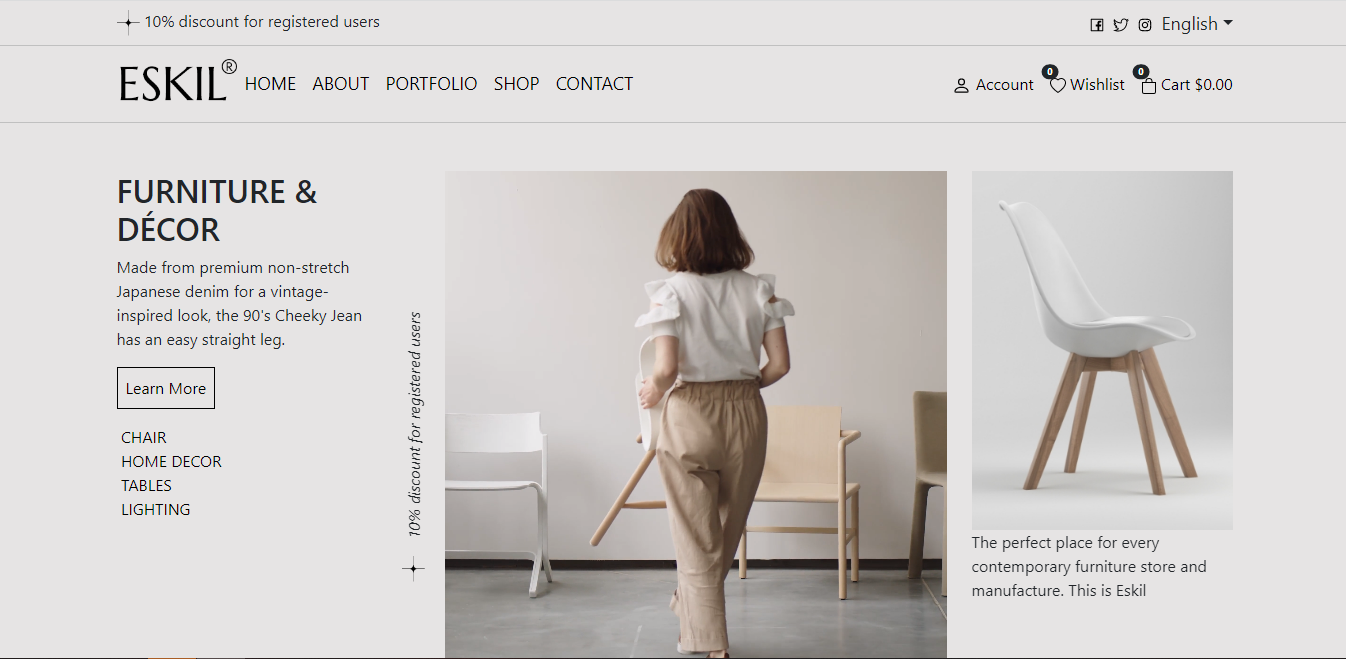 10% discount for registered users
English
ESKIL®
HOME ABOUT PORTFOLIO SHOP CONTACT
Account
0
Wishlist
0
Cart $0.00
FURNITURE &
DÉCOR
Made from premium non-stretch
Japanese denim for a vintage-
inspired look, the 90's Cheeky Jean
has an easy straight leg.
Learn More
CHAIR
HOME DECOR
TABLES
LIGHTING
10% discount for registered users
The perfect place for every
contemporary furniture store and
manufacture. This is Eskil